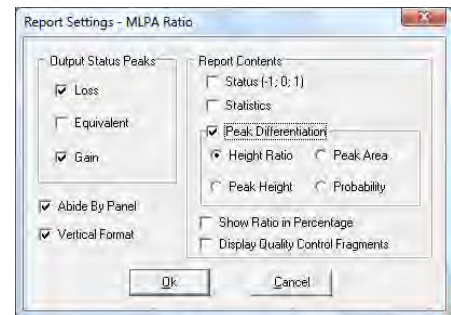 Report Settings - MLPA Ratio
Output Status Peaks
Loss
Equivalent
Gain
Abide By Panel
Vertical Format
Report Contents
Status (-1; 0; 1)
Statistics
Peak Differentiation
Height Ratio
Peak Area
Peak Height
Probability
Show Ratio in Percentage
Display Quality Control Fragments
Ok
Cancel